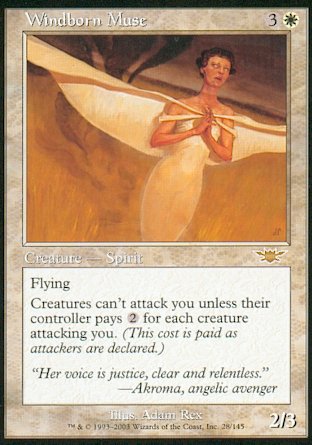 Windborn Muse 3
Creature — Spirit
Flying
Creatures can't attack you unless their
controller pays 2 for each creature
attacking you. (This cost is paid as
attackers are declared.)
"Her voice is justice, clear and relentless."
—Akroma, angelic avenger
2/3
Illus. Adam Rex
™ & © 1993–2003 Wizards of the Coast, Inc. 28/145